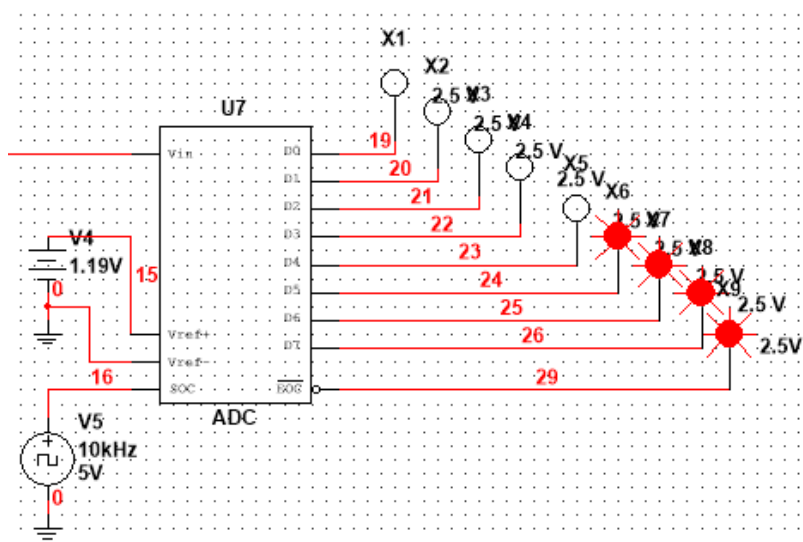 X1
X2
2.5 V
X3
2.5 V
X4
2.5 V
X5
2.5 V
X6
2.5 V
X7
2.5 V
X8
2.5 V
X9
2.5 V
2.5V
U7
Vin
D0
19
D1
20
D2
21
D3
22
D4
23
D5
24
D6
25
D7
26
V4
1.19V
0
15
Vref+
Vref-
16
SOC
EOC
29
ADC
V5
10kHz
5V
0